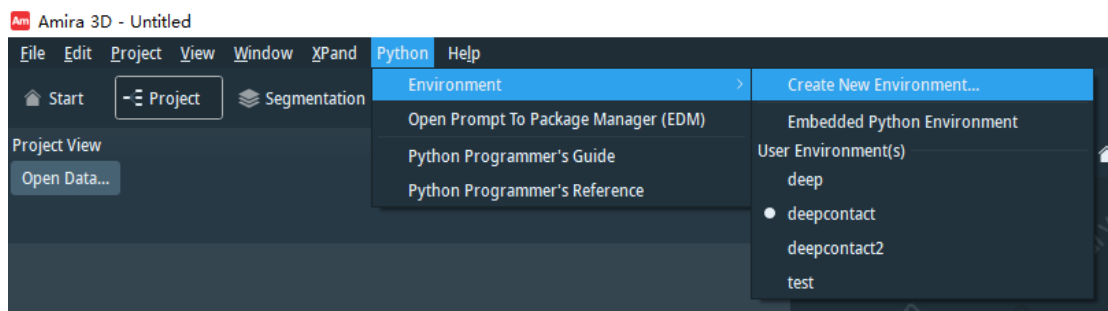 Am Amira 3D - Untitled
File Edit Project View Window XPand Python Help
Start Project Segmentation
Environment
Create New Environment...
Open Prompt To Package Manager (EDM)
Embedded Python Environment
Project View
Python Programmer's Guide
User Environment(s)
Open Data...
Python Programmer's Reference
deep
deepcontact
deepcontact2
test